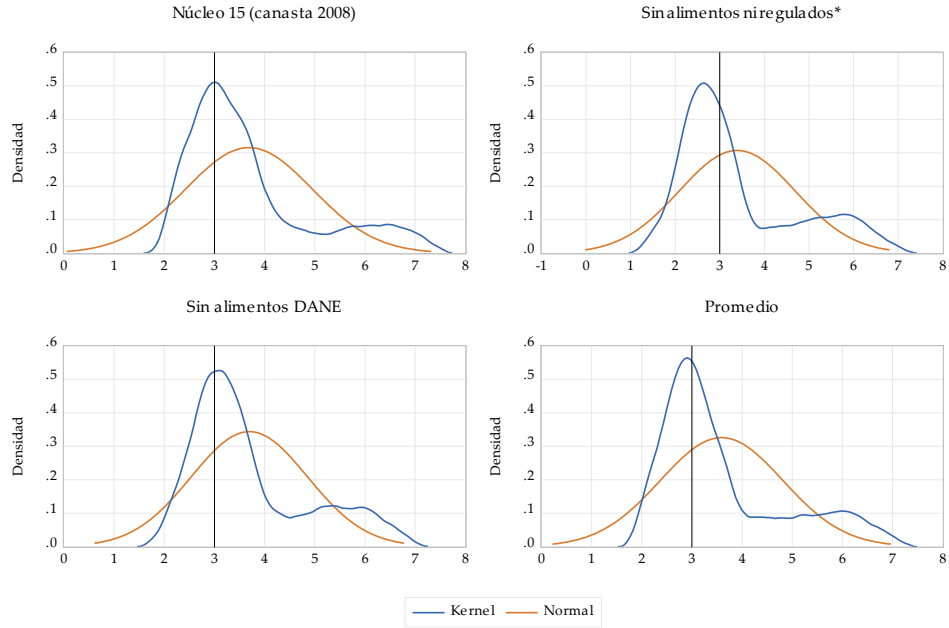 Núcleo 15 (canasta 2008)
Densidad
.6
.5
.4
.3
.2
.1
.0
0 1 2 3 4 5 6 7 8
Sin alimentos ni regulados*
Densidad
.6
.5
.4
.3
.2
.1
.0
-1 0 1 2 3 4 5 6 7 8
Sin alimentos DANE
Densidad
.6
.5
.4
.3
.2
.1
.0
0 1 2 3 4 5 6 7 8
Promedio
Densidad
.6
.5
.4
.3
.2
.1
.0
0 1 2 3 4 5 6 7 8
Kernel Normal